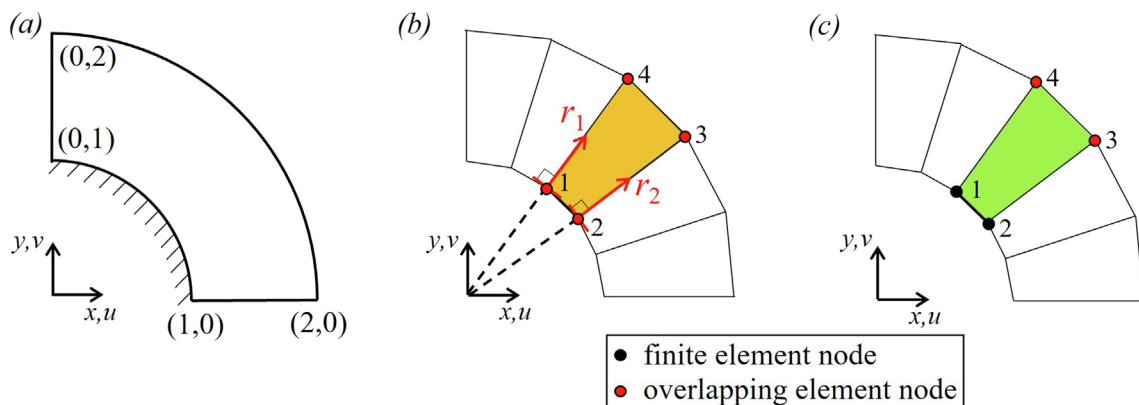 (a)
(0,2)
(0,1)
y,v
x,u
(1,0)
(2,0)
(b)
4
r1
3
1
r2
2
y,v
x,u
(c)
4
3
1
2
y,v
x,u
finite element node
overlapping element node